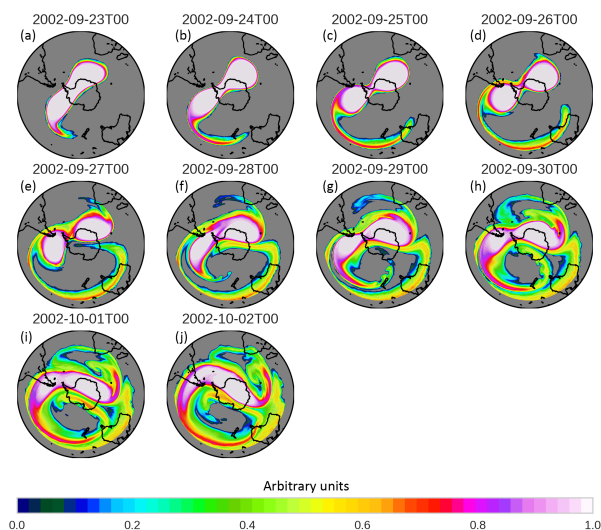 2002-09-23T00 2002-09-24T00 2002-09-25T00 2002-09-26T00
(a) (b) (c) (d)
2002-09-27T00 2002-09-28T00 2002-09-29T00 2002-09-30T00
(e) (f) (g) (h)
2002-10-01T00 2002-10-02T00
(i) (j)
Arbitrary units
0.0 0.2 0.4 0.6 0.8 1.0